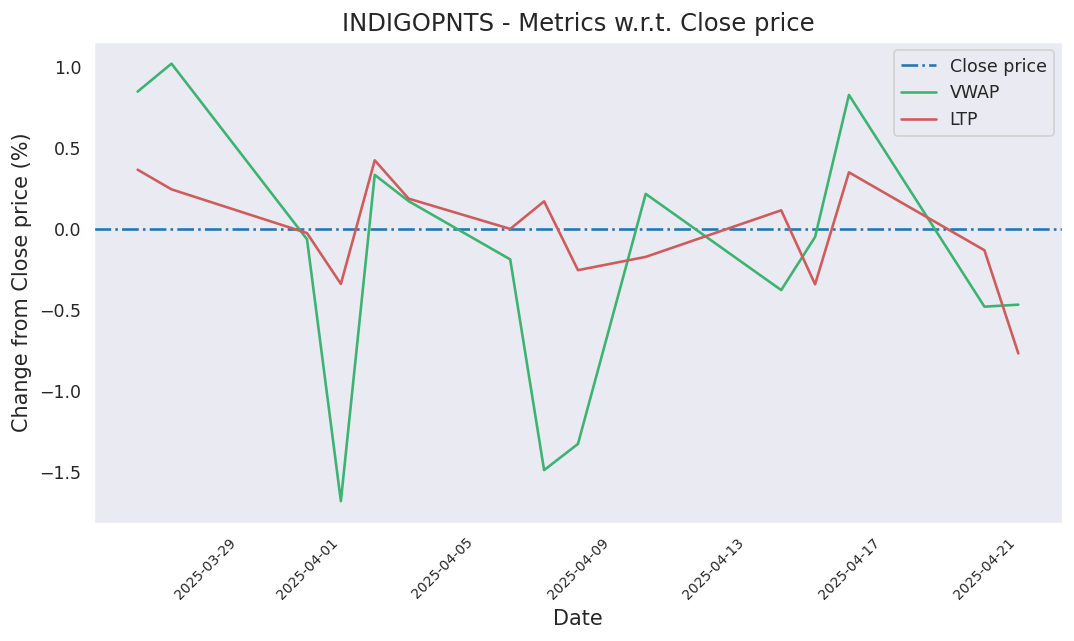 INDIGOPNTS - Metrics w.r.t. Close price
Change from Close price (%)
1.0
0.5
0.0
−0.5
−1.0
−1.5
Close price
VWAP
LTP
2025-03-29
2025-04-01
2025-04-05
2025-04-09
2025-04-13
2025-04-17
2025-04-21
Date